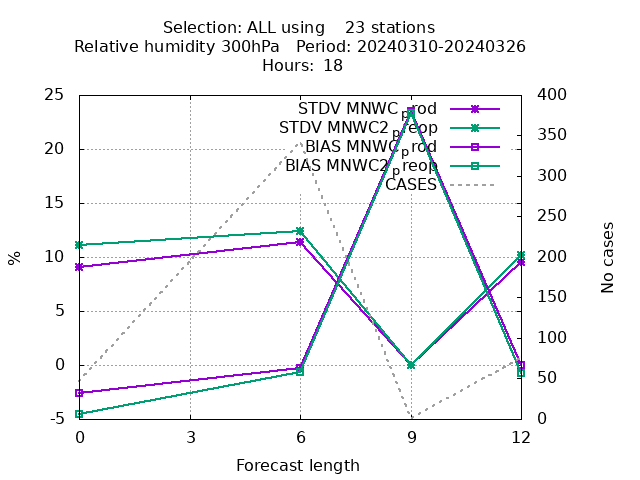 Selection: ALL using    23 stations
Relative humidity 300hPa   Period: 20240310-20240326
Hours: 18
STDV MNWC_prod
STDV MNWC2_preop
BIAS MNWC_prod
BIAS MNWC2_preop
CASES
25
20
15
10
5
0
-5
%
400
350
300
250
200
150
100
50
0
No cases
0 3 6 9 12
Forecast length